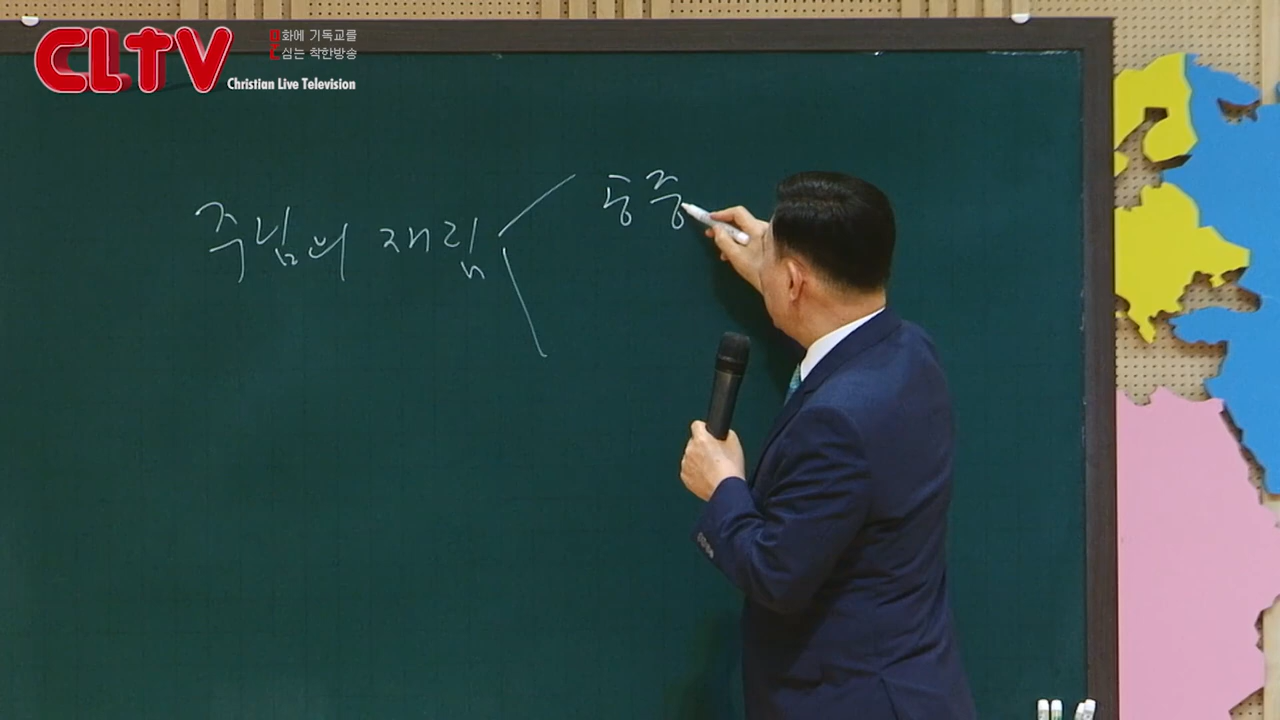 CLTV
문화에 기독교를
심는 착한방송
Christian Live Television
주님의 재림
공중